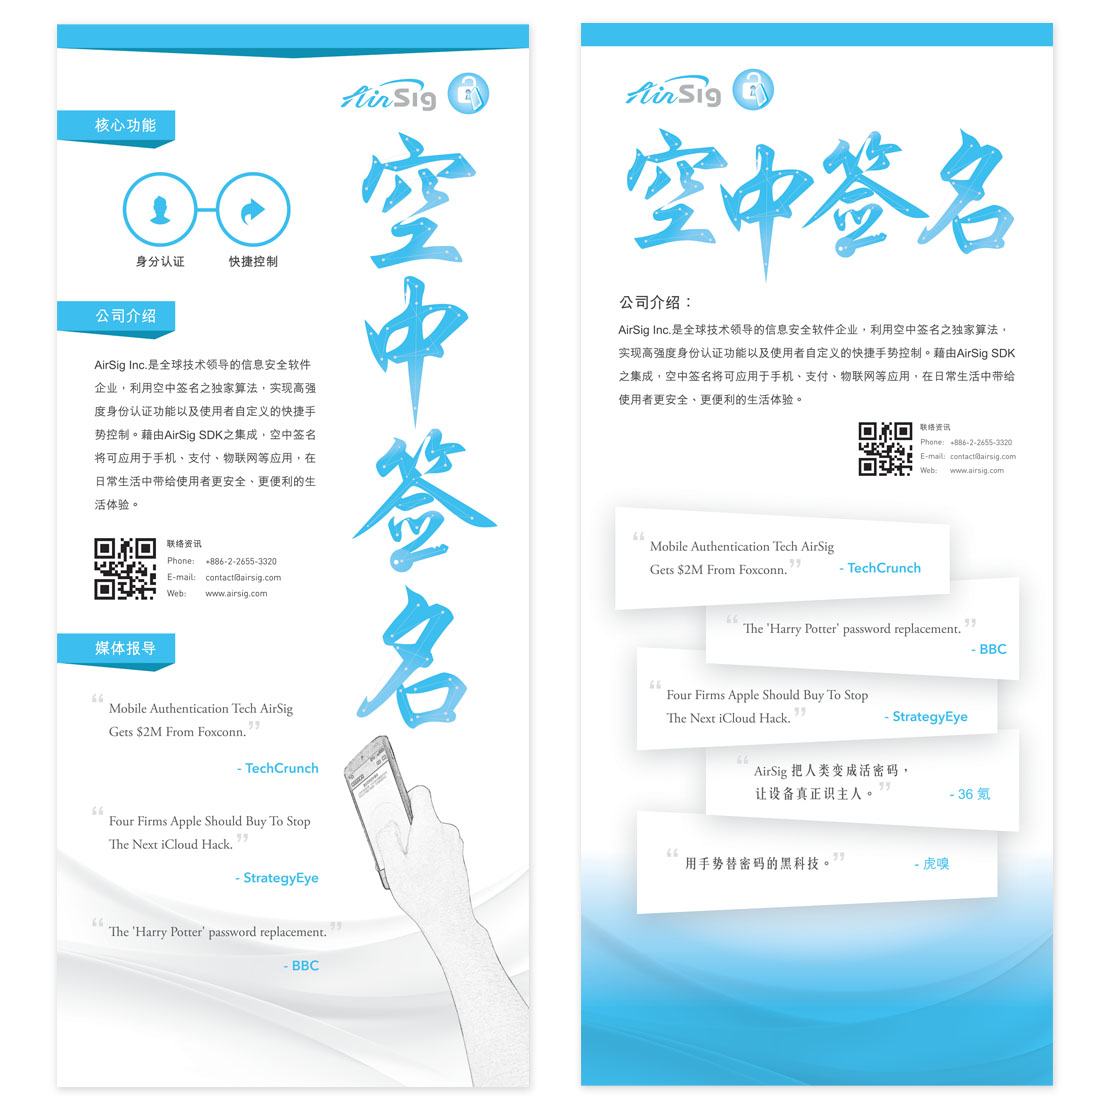 AirSig
空中签名
核心功能
身分认证
快捷控制
公司介绍
AirSig Inc.是全球技术领导的信息安全软件
企业，利用空中签名之独家算法，实现高强
度身份认证功能以及使用者自定义的快捷手
势控制。藉由AirSig SDK之集成，空中签名
将可应用于手机、支付、物联网等应用，在
日常生活中带给使用者更安全、更便利的生
活体验。
联络资讯
Phone: +886-2-2655-3320
E-mail: contact@airsig.com
Web: www.airsig.com
媒体报导
“ Mobile Authentication Tech AirSig
Gets $2M From Foxconn. ”
- TechCrunch
“ Four Firms Apple Should Buy To Stop
The Next iCloud Hack. ”
- StrategyEye
“ The 'Harry Potter' password replacement. ”
- BBC
AirSig
空中签名
公司介绍：
AirSig Inc.是全球技术领导的信息安全软件企业，利用空中签名之独家算法，
实现高强度身份认证功能以及使用者自定义的快捷手势控制。藉由AirSig SDK
之集成，空中签名将可应用于手机、支付、物联网等应用，在日常生活中带给
使用者更安全、更便利的生活体验。
联络资讯
Phone: +886-2-2655-3320
E-mail: contact@airsig.com
Web: www.airsig.com
“ Mobile Authentication Tech AirSig
Gets $2M From Foxconn. ” - TechCrunch
“ The 'Harry Potter' password replacement. ”
- BBC
“ Four Firms Apple Should Buy To Stop
The Next iCloud Hack. ” - StrategyEye
“ AirSig 把人类变成活密码，
让设备真正识主人。” - 36 氪
“ 用手势替密码的黑科技。” - 虎嗅